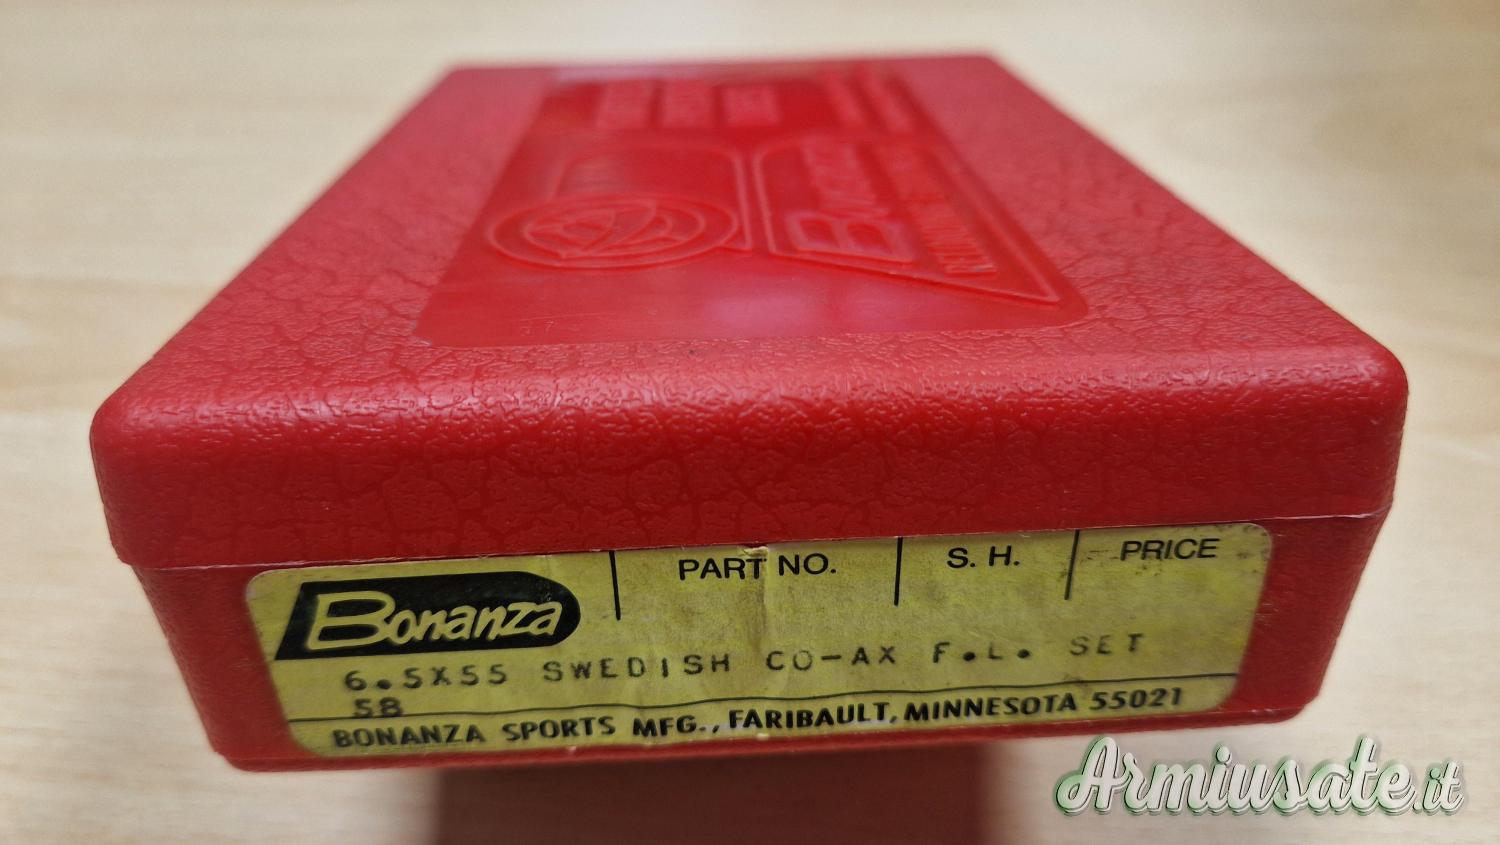 Bonanza
PART NO.
S. H.
PRICE
6.5X55 SWEDISH CO-AX F.L. SET
58
BONANZA SPORTS MFG., FARIBAULT, MINNESOTA 55021
Armiusate.it